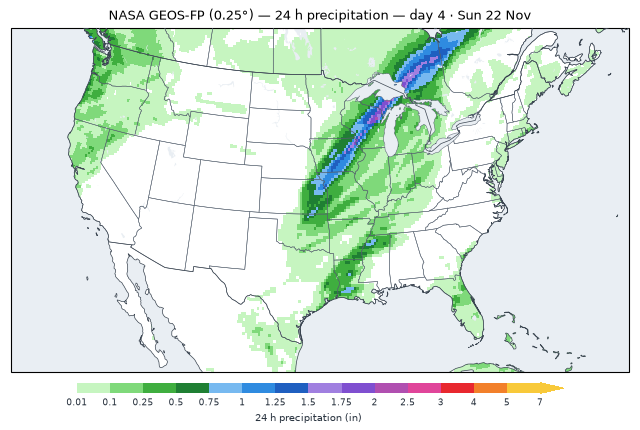 NASA GEOS-FP (0.25°) — 24 h precipitation — day 4 · Sun 22 Nov
0.01 0.1 0.25 0.5 0.75 1 1.25 1.5 1.75 2 2.5 3 4 5 7
24 h precipitation (in)